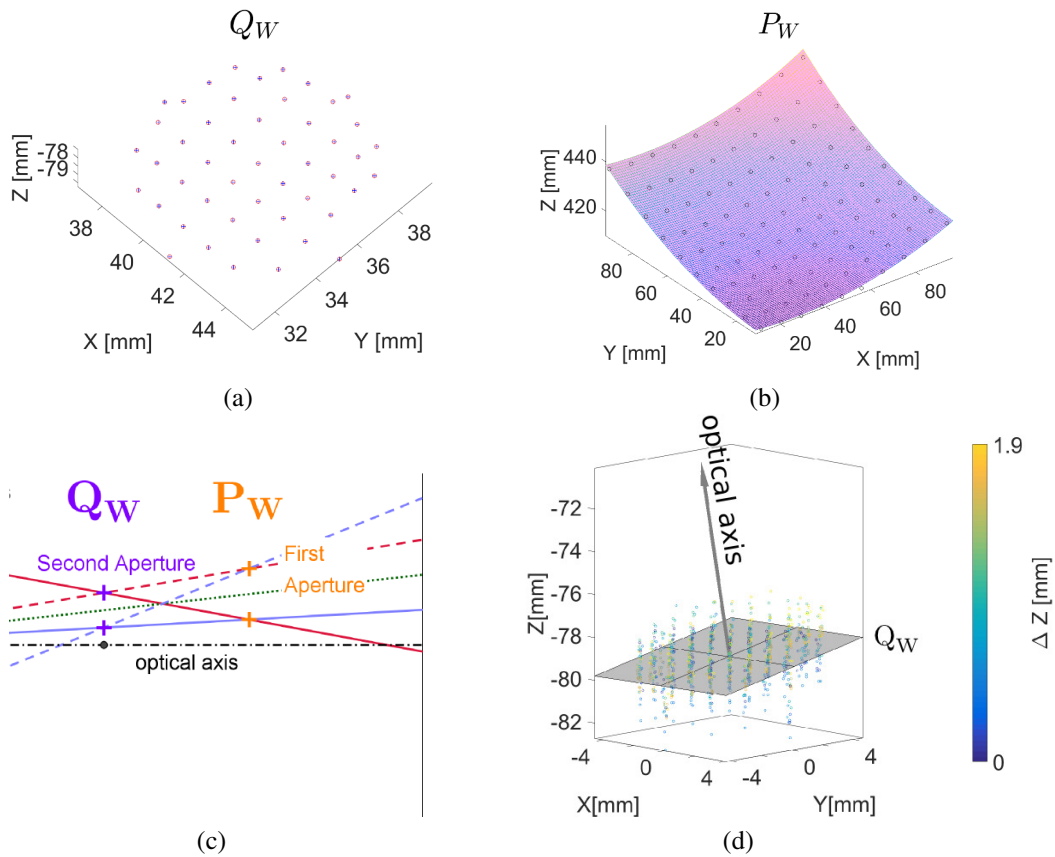 Q_W
Z [mm]
-78
-79
38
40
42
44
X [mm]
32
34
36
38
Y [mm]
(a)
P_W
Z [mm]
440
420
80
60
40
20
Y [mm]
20
40
60
80
X [mm]
(b)
Q_W
P_W
Second Aperture
First
Aperture
optical axis
(c)
optical axis
Z[mm]
-72
-74
-76
-78
-80
-82
Q_W
-4
0
4
X[mm]
-4
0
4
Y[mm]
1.9
0
Δ Z [mm]
(d)